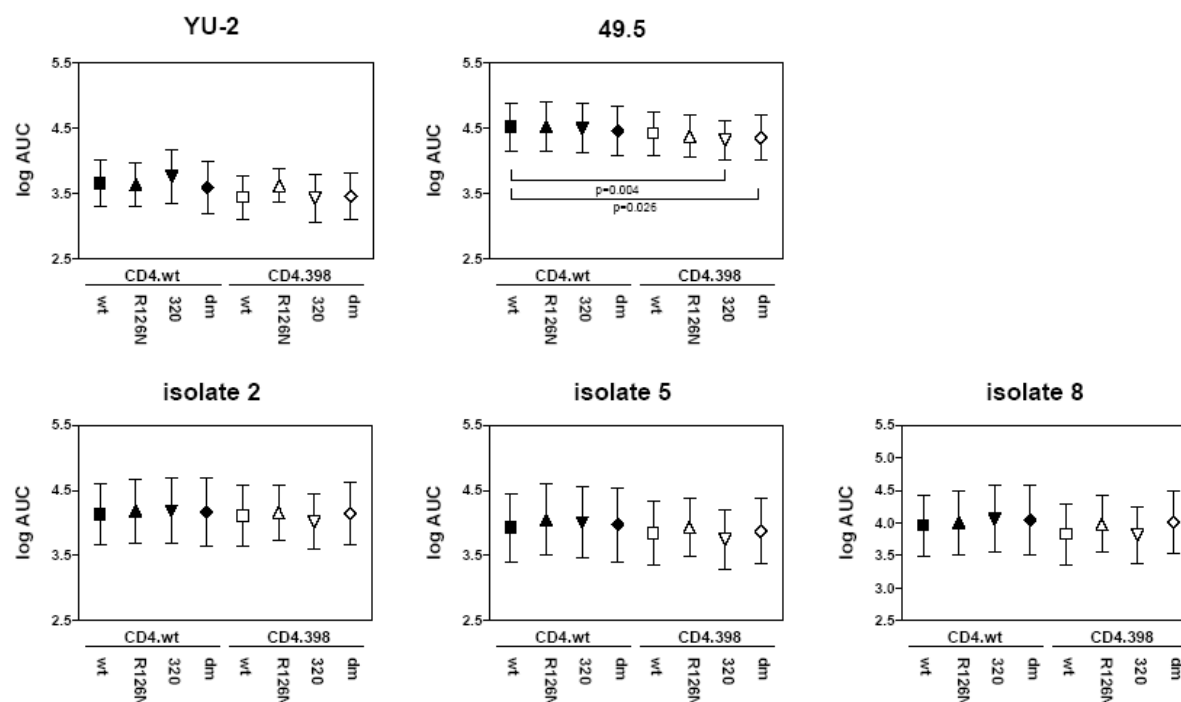 YU-2
5.5
4.5
3.5
2.5
log AUC
CD4.wt
CD4.398
wt
R126N
320
dm
wt
R126N
320
dm
49.5
5.5
4.5
3.5
2.5
log AUC
p=0.004
p=0.026
CD4.wt
CD4.398
wt
R126N
320
dm
wt
R126N
320
dm
isolate 2
5.5
4.5
3.5
2.5
log AUC
CD4.wt
CD4.398
wt
R126N
320
dm
wt
R126N
320
dm
isolate 5
5.5
4.5
3.5
2.5
log AUC
CD4.wt
CD4.398
wt
R126N
320
dm
wt
R126N
320
dm
isolate 8
5.5
5.0
4.5
4.0
3.5
3.0
2.5
log AUC
CD4.wt
CD4.398
wt
R126N
320
dm
wt
R126N
320
dm